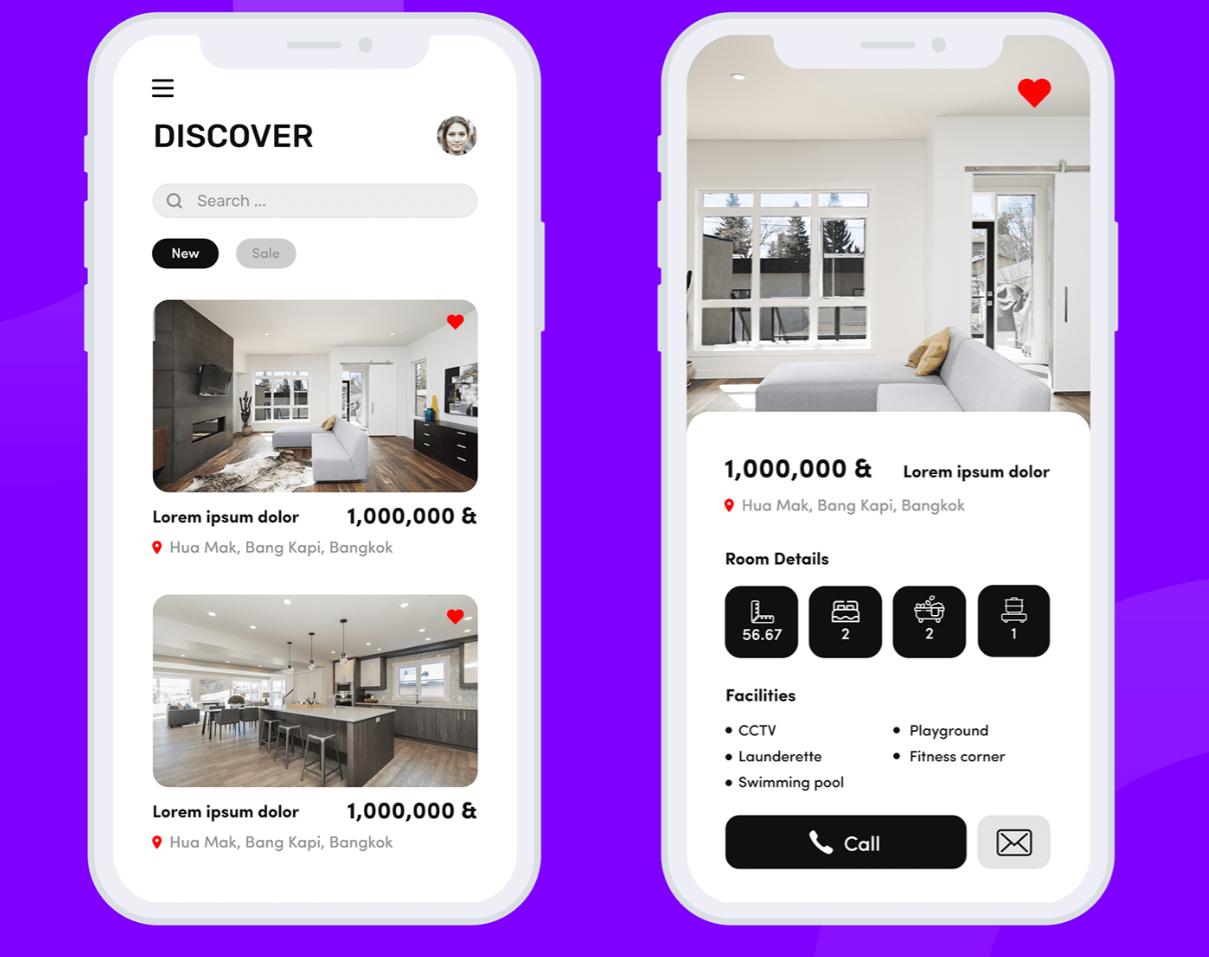 DISCOVER
Search ...
New
Sale
Lorem ipsum dolor
1,000,000 &
Hua Mak, Bang Kapi, Bangkok
Lorem ipsum dolor
1,000,000 &
Hua Mak, Bang Kapi, Bangkok
1,000,000 &
Lorem ipsum dolor
Hua Mak, Bang Kapi, Bangkok
Room Details
56.67
2
2
1
Facilities
CCTV
Launderette
Swimming pool
Playground
Fitness corner
Call